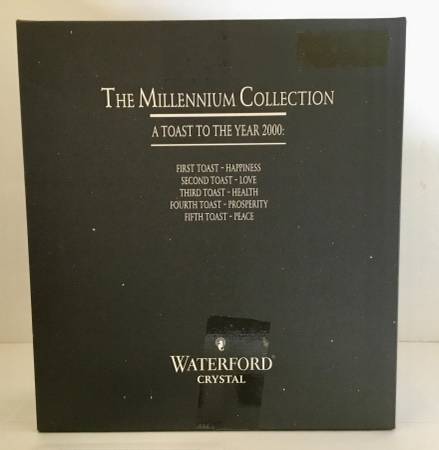 THE MILLENNIUM COLLECTION
A TOAST TO THE YEAR 2000:
FIRST TOAST - HAPPINESS
SECOND TOAST - LOVE
THIRD TOAST - HEALTH
FOURTH TOAST - PROSPERITY
FIFTH TOAST - PEACE
WATERFORD
CRYSTAL